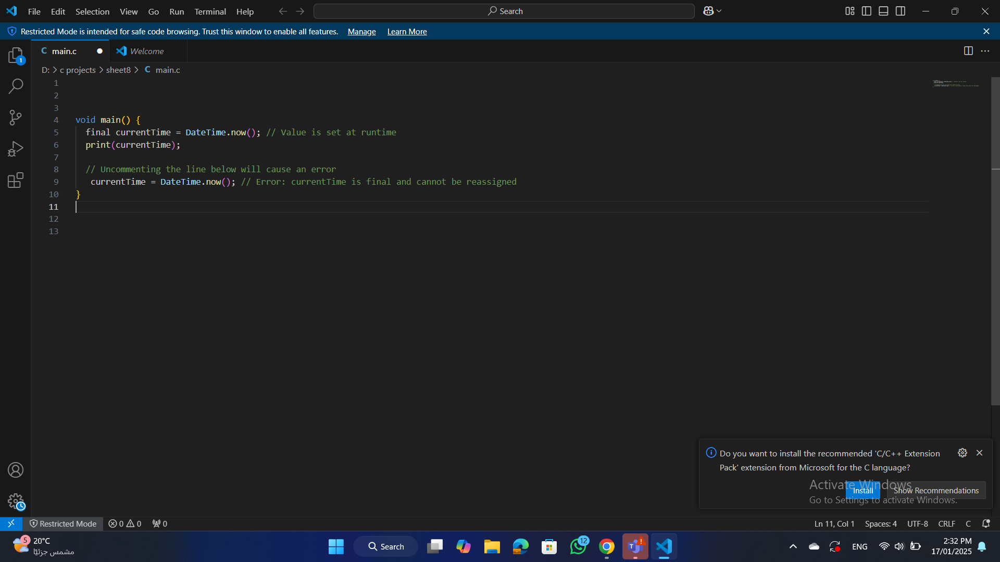 File Edit Selection View Go Run Terminal Help
Search
Restricted Mode is intended for safe code browsing. Trust this window to enable all features. Manage Learn More
1
C main.c
Welcome
D: > c projects > sheet8 > C main.c
1
2
3
4 void main() {
5 final currentTime = DateTime.now(); // Value is set at runtime
6 print(currentTime);
7
8 // Uncommenting the line below will cause an error
9 currentTime = DateTime.now(); // Error: currentTime is final and cannot be reassigned
10 }
11
12
13
Do you want to install the recommended 'C/C++ Extension
Pack' extension from Microsoft for the C language?
Install
Show Recommendations
Activate Windows
Go to Settings to activate Windows.
Restricted Mode 0 0 0
Ln 11, Col 1 Spaces: 4 UTF-8 CRLF C
5
20°C
مشمس جزئيًا
Search
12
T
ENG
2:32 PM
17/01/2025